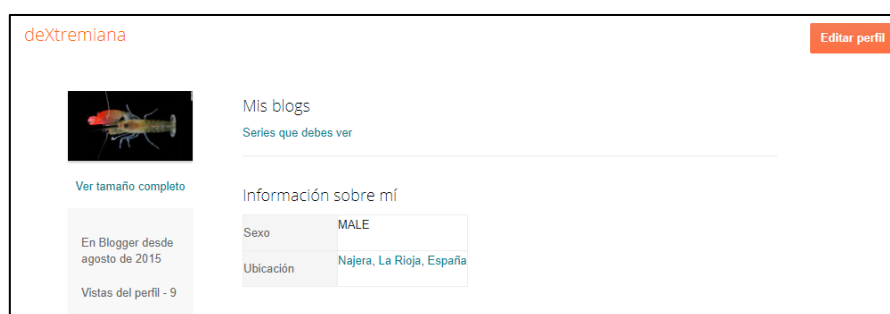 deXtremiana
Editar perfil
Mis blogs
Series que debes ver
Ver tamaño completo
En Blogger desde
agosto de 2015
Vistas del perfil - 9
Información sobre mí
Sexo MALE
Ubicación Najera, La Rioja, España